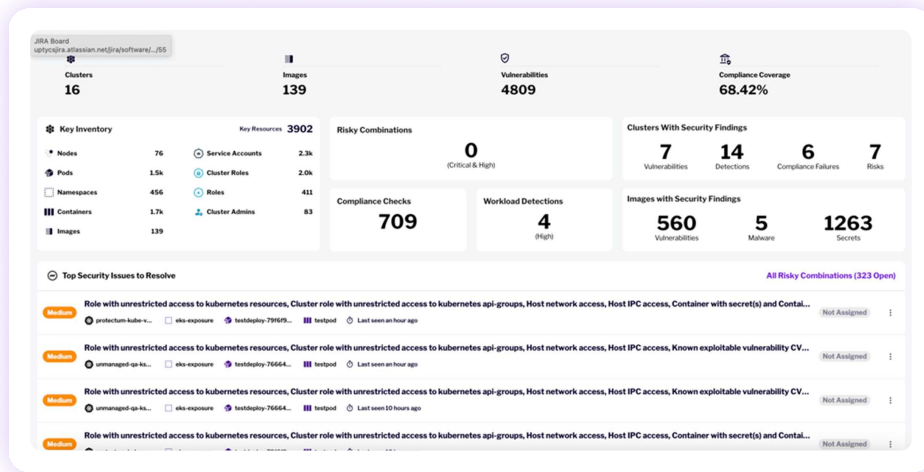 JIRA Board
uptycsjira.atlassian.net/jira/software/.../55
Clusters
16
Images
139
Vulnerabilities
4809
Compliance Coverage
68.42%
Key Inventory
Key Resources 3902
Nodes 76
Service Accounts 2.3k
Pods 1.5k
Cluster Roles 2.0k
Namespaces 456
Roles 411
Containers 1.7k
Cluster Admins 83
Images 139
Risky Combinations
0
(Critical & High)
Compliance Checks
709
Workload Detections
4
(High)
Clusters With Security Findings
7 14 6 7
Vulnerabilities Detections Compliance Failures Risks
Images with Security Findings
560 5 1263
Vulnerabilities Malware Secrets
Top Security Issues to Resolve
All Risky Combinations (323 Open)
Medium
Role with unrestricted access to kubernetes resources, Cluster role with unrestricted access to kubernetes api-groups, Host network access, Host IPC access, Container with secret(s) and Contai...
protectum-kube-v... eks-exposure testdeploy-79f6f9... testpod Last seen an hour ago
Not Assigned
Medium
Role with unrestricted access to kubernetes resources, Cluster role with unrestricted access to kubernetes api-groups, Host network access, Host IPC access, Known exploitable vulnerability CV...
unmanaged-qa-ks... eks-exposure testdeploy-76664... testpod Last seen an hour ago
Not Assigned
Medium
Role with unrestricted access to kubernetes resources, Cluster role with unrestricted access to kubernetes api-groups, Host network access, Host IPC access, Known exploitable vulnerability CV...
unmanaged-qa-ks... eks-exposure testdeploy-76664... testpod Last seen 10 hours ago
Not Assigned
Medium
Role with unrestricted access to kubernetes resources, Cluster role with unrestricted access to kubernetes api-groups, Host network access, Host IPC access, Container with secret(s) and Contai...
Not Assigned